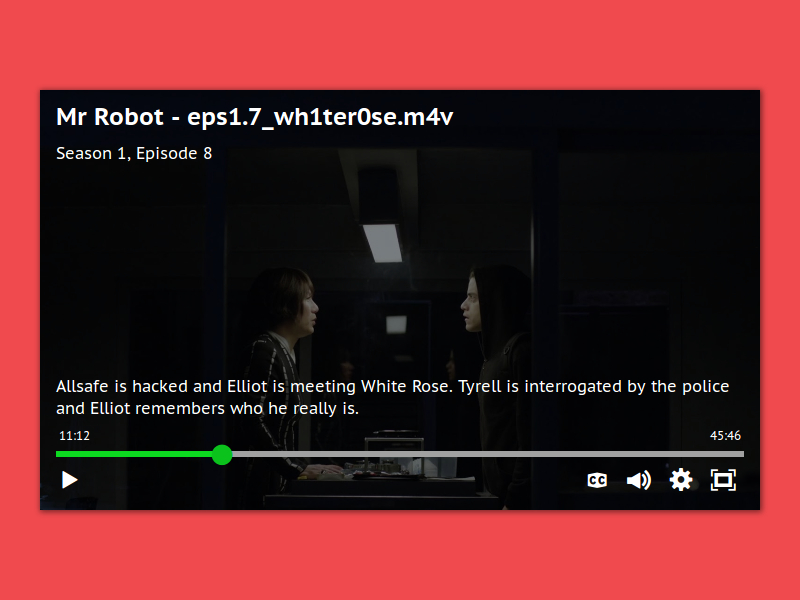 Mr Robot - eps1.7_wh1ter0se.m4v
Season 1, Episode 8
Allsafe is hacked and Elliot is meeting White Rose. Tyrell is interrogated by the police
and Elliot remembers who he really is.
11:12 45:46
CC